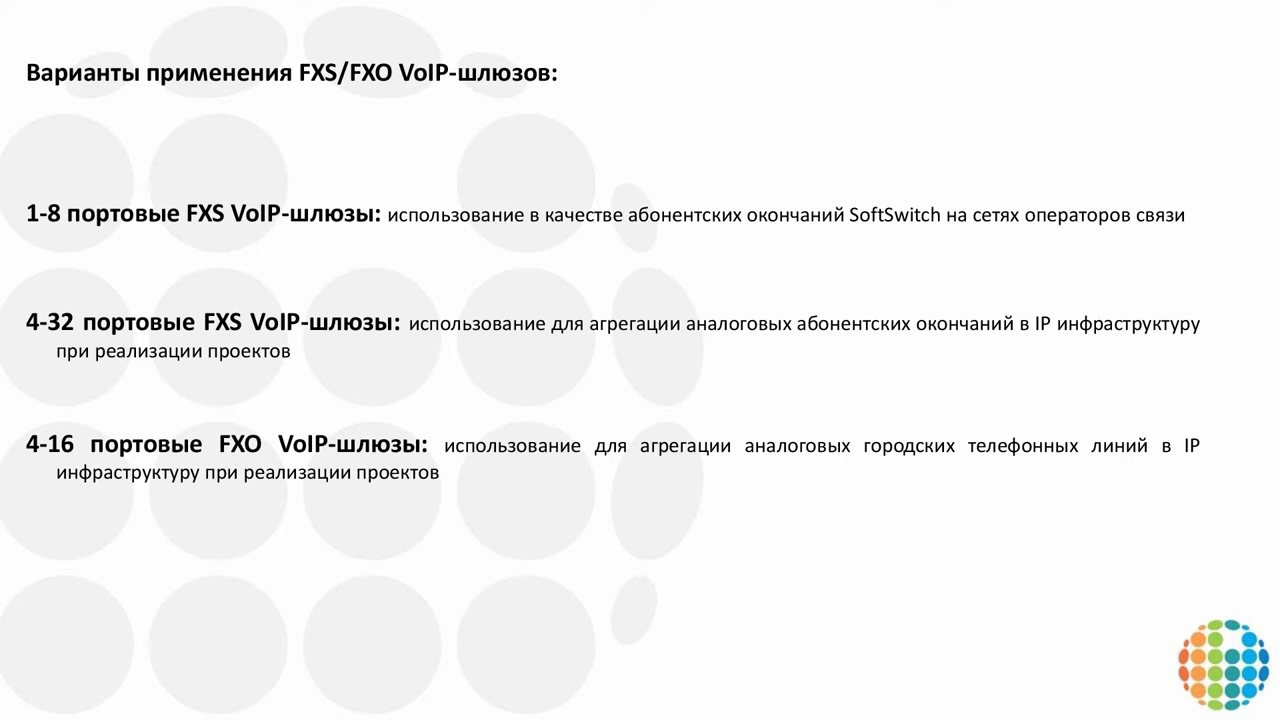 Варианты применения FXS/FXO VoIP-шлюзов:
1-8 портовые FXS VoIP-шлюзы: использование в качестве абонентских окончаний SoftSwitch на сетях операторов связи
4-32 портовые FXS VoIP-шлюзы: использование для агрегации аналоговых абонентских окончаний в IP инфраструктуру
при реализации проектов
4-16 портовые FXO VoIP-шлюзы: использование для агрегации аналоговых городских телефонных линий в IP
инфраструктуру при реализации проектов